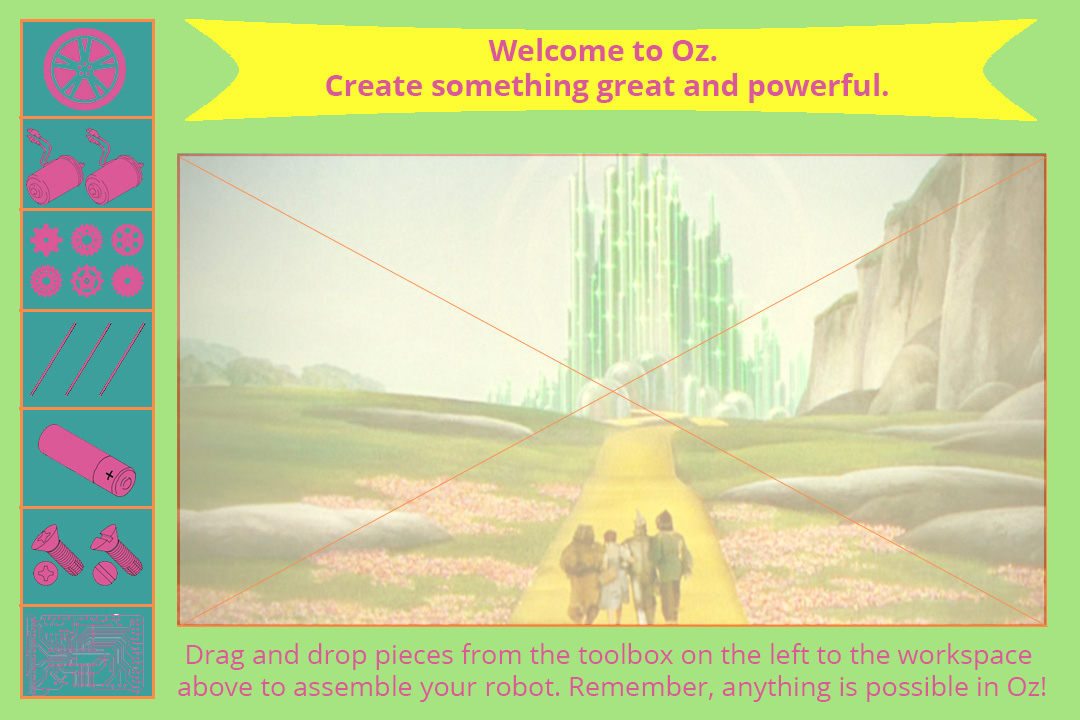 Welcome to Oz.
Create something great and powerful.
Drag and drop pieces from the toolbox on the left to the workspace
above to assemble your robot. Remember, anything is possible in Oz!